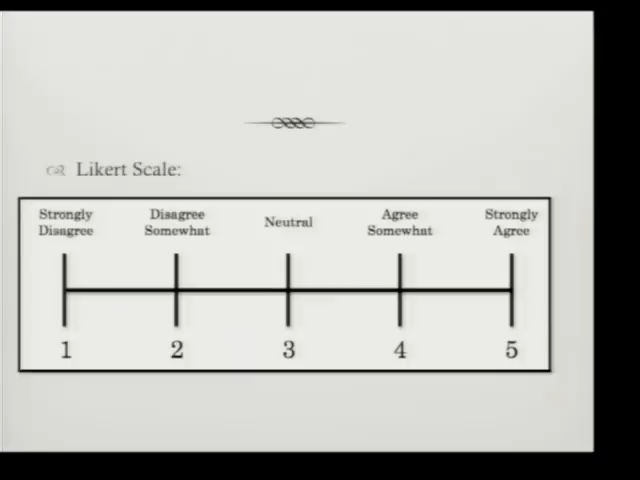 Likert Scale:
Strongly Disagree
Disagree Somewhat
Neutral
Agree Somewhat
Strongly Agree
1 2 3 4 5